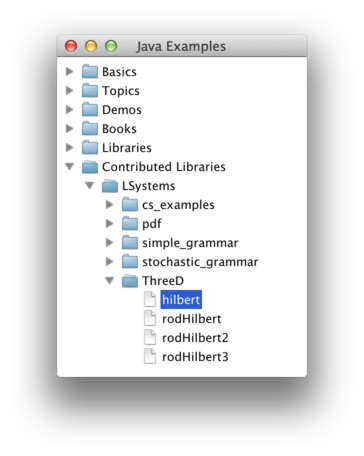 Java Examples
Basics
Topics
Demos
Books
Libraries
Contributed Libraries
LSystems
cs_examples
pdf
simple_grammar
stochastic_grammar
ThreeD
hilbert
rodHilbert
rodHilbert2
rodHilbert3